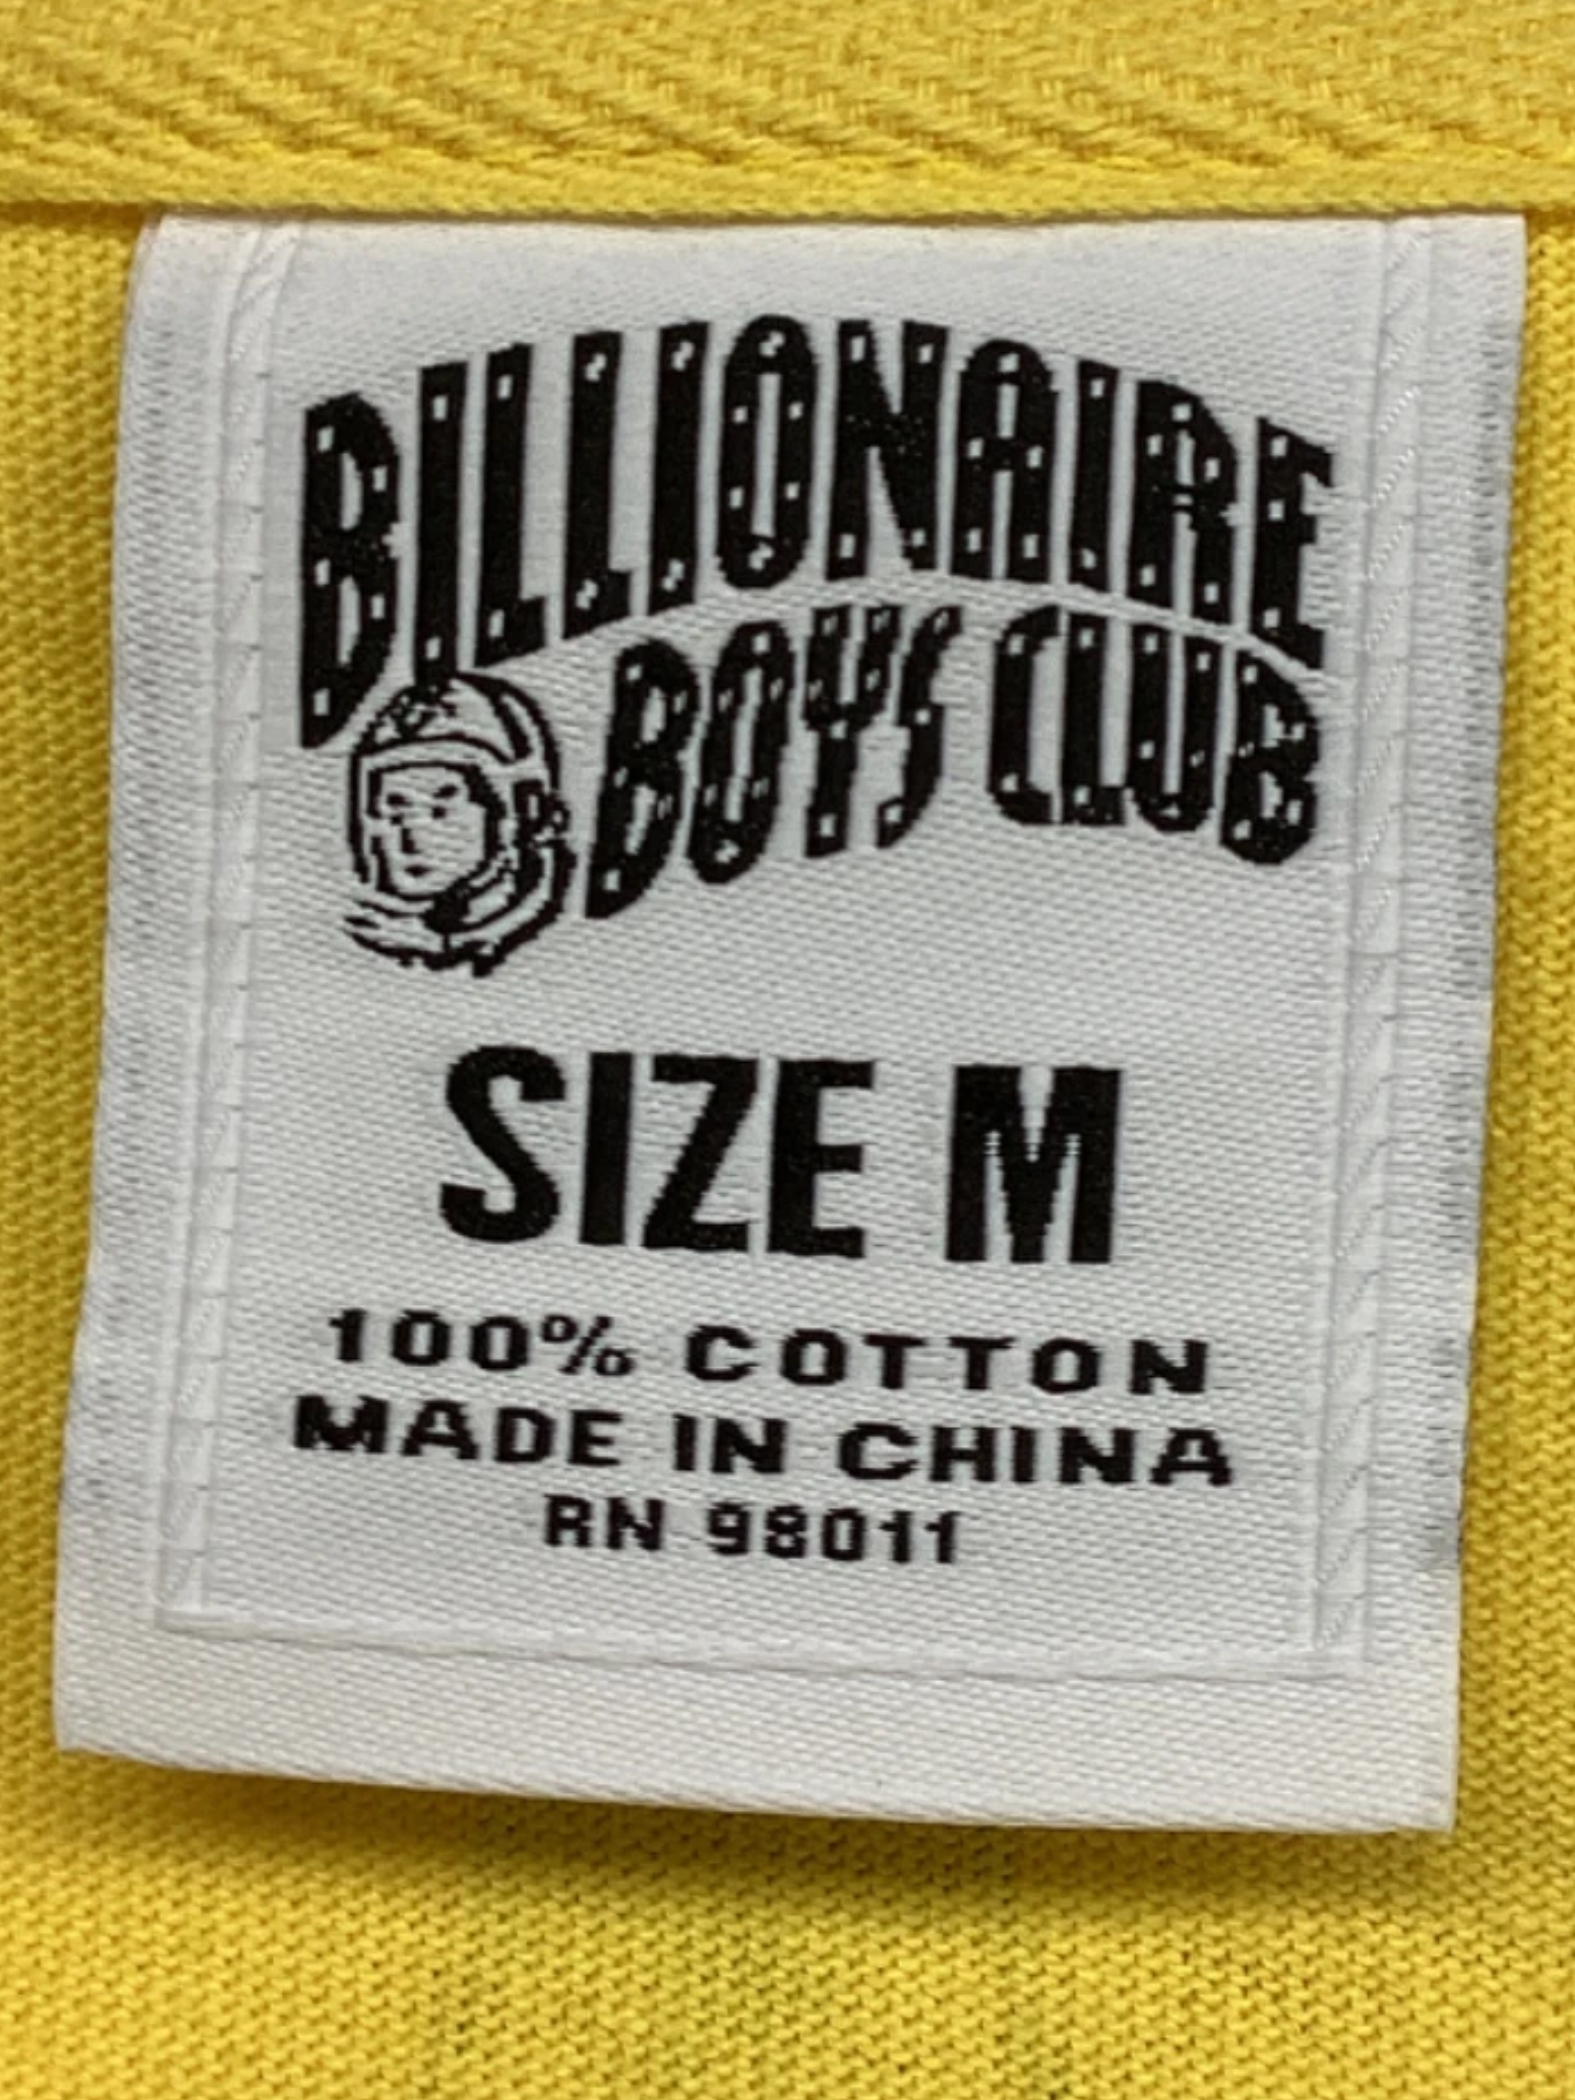 BILLIONAIRE
BOYS CLUB
SIZE M
100% COTTON
MADE IN CHINA
RN 98011